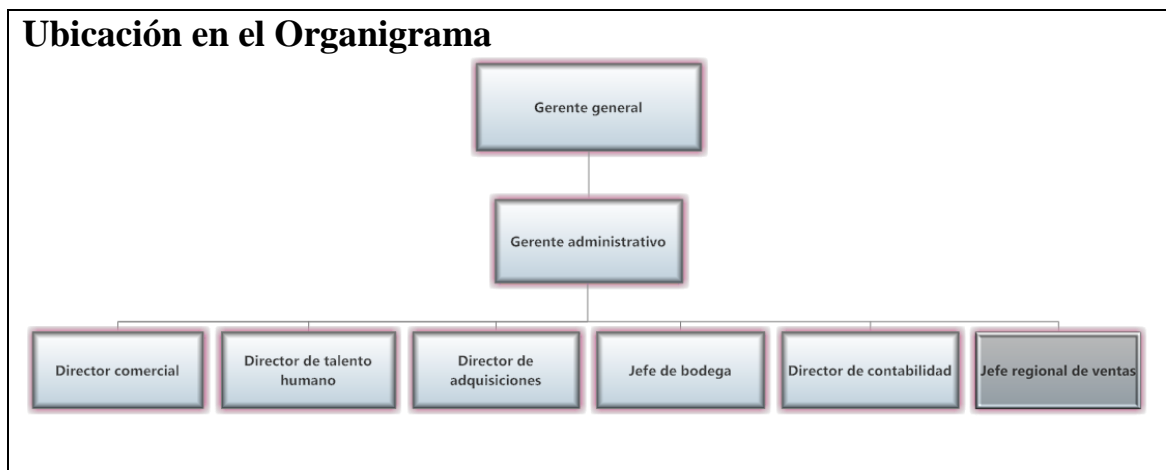 Ubicación en el Organigrama
Gerente general
Gerente administrativo
Director comercial
Director de talento
humano
Director de
adquisiciones
Jefe de bodega
Director de contabilidad
Jefe regional de ventas